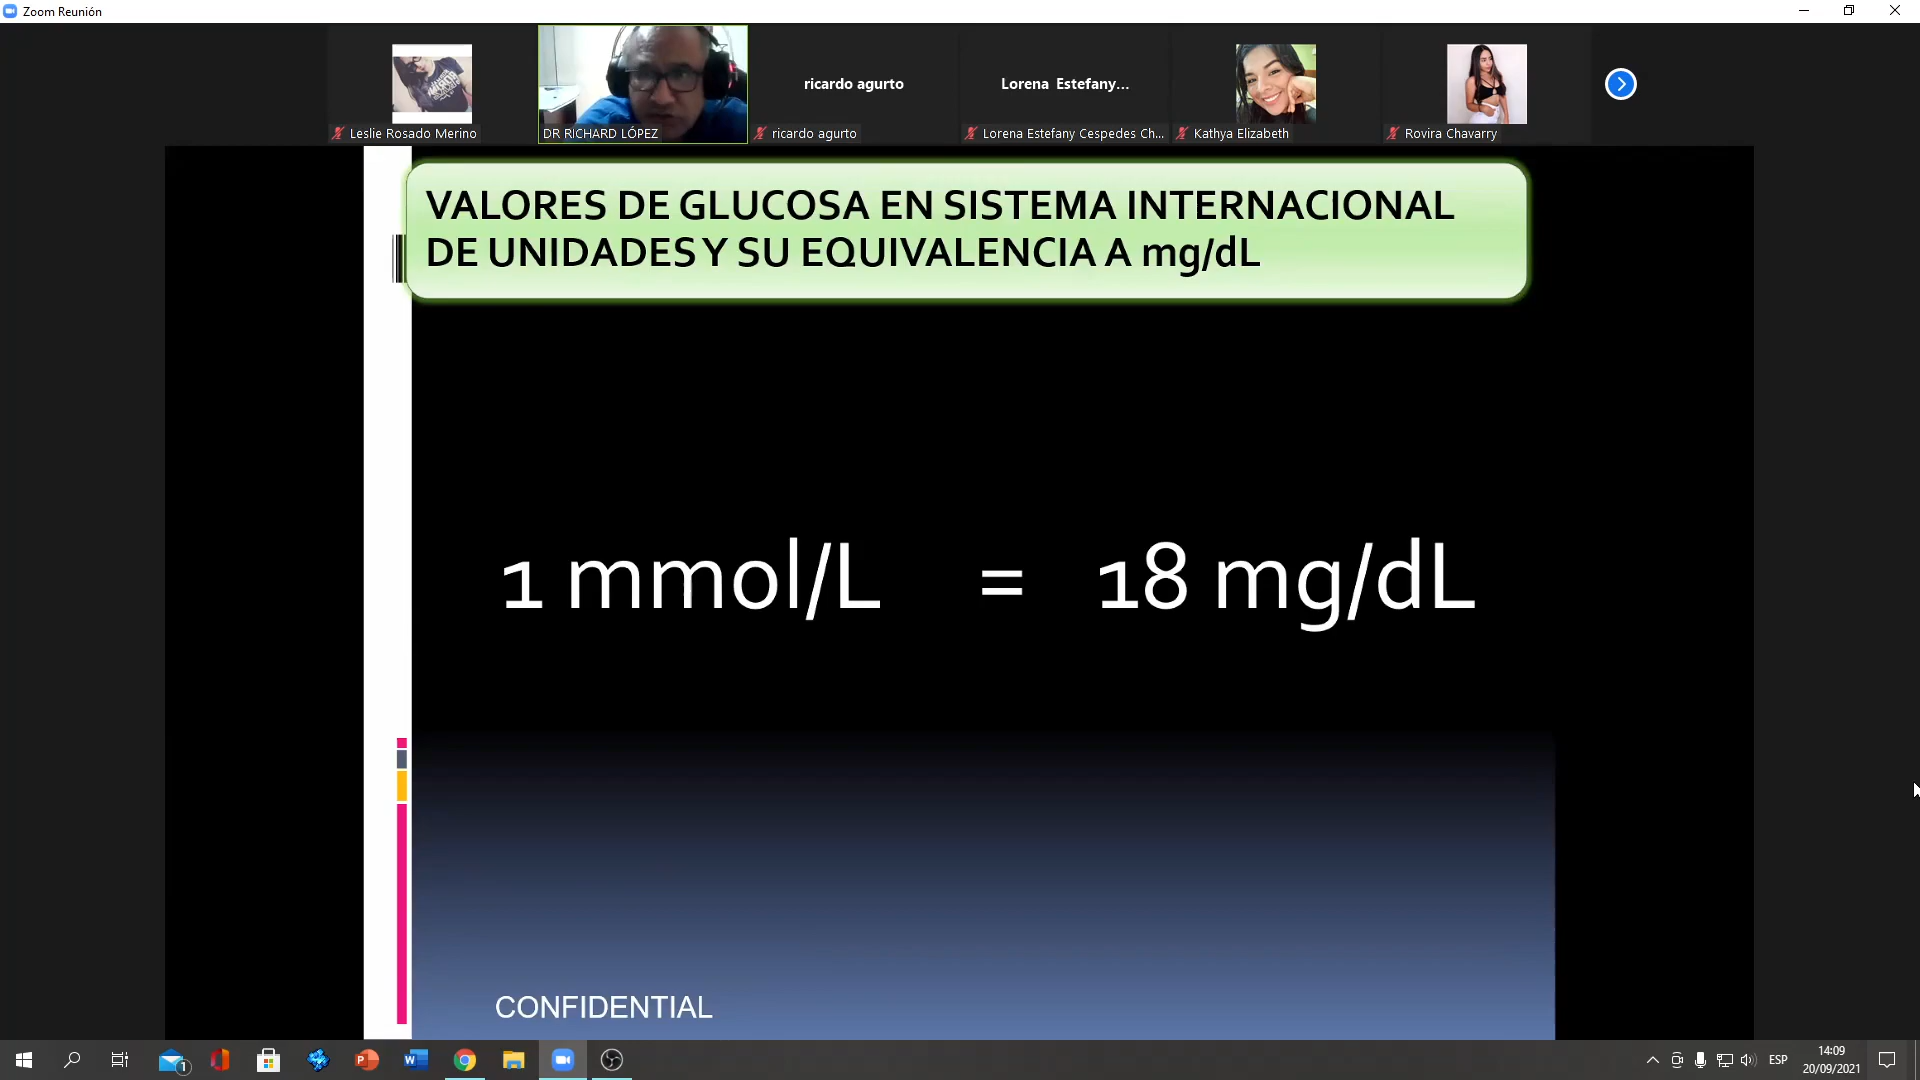 Zoom Reunión
ricardo agurto
Lorena Estefany...
Leslie Rosado Merino
DR RICHARD LÓPEZ
ricardo agurto
Lorena Estefany Cespedes Ch...
Kathya Elizabeth
Rovira Chavarry
VALORES DE GLUCOSA EN SISTEMA INTERNACIONAL
DE UNIDADES Y SU EQUIVALENCIA A mg/dL
1 mmol/L = 18 mg/dL
CONFIDENTIAL
1
ESP
14:09
20/09/2021